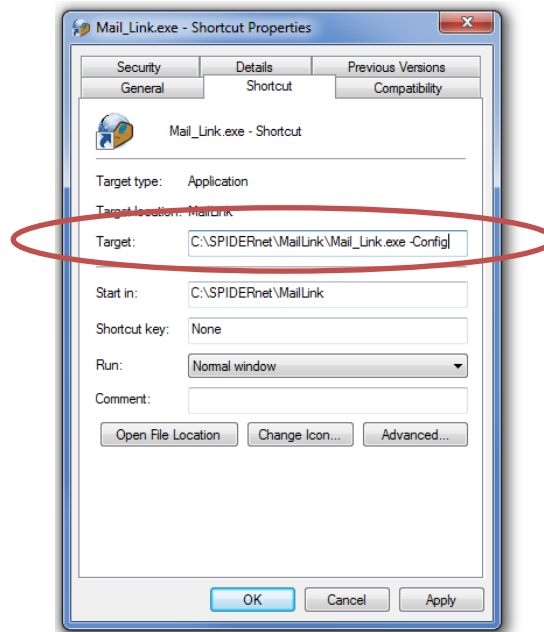 Mail_Link.exe - Shortcut Properties
Security Details Previous Versions
General Shortcut Compatibility
Mail_Link.exe - Shortcut
Target type: Application
Target location: MailLink
Target: C:\SPIDERnet\MailLink\Mail_Link.exe -Config
Start in: C:\SPIDERnet\MailLink
Shortcut key: None
Run: Normal window
Comment:
Open File Location Change Icon... Advanced...
OK Cancel Apply